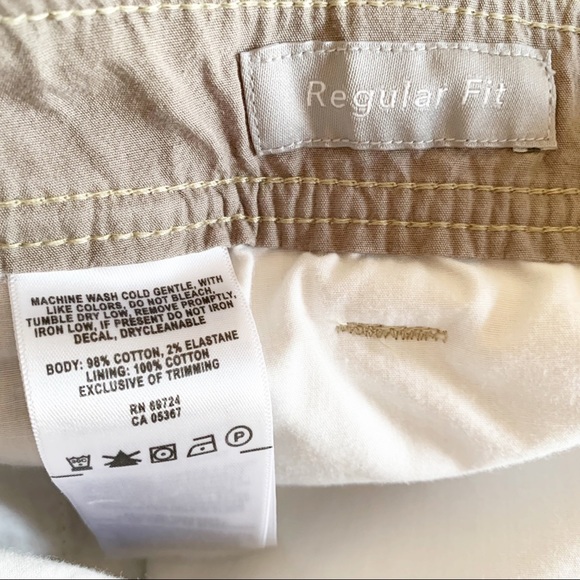 Regular Fit
MACHINE WASH COLD GENTLE, WITH
LIKE COLORS, DO NOT BLEACH,
TUMBLE DRY LOW, REMOVE PROMPTLY,
IRON LOW, IF PRESENT DO NOT IRON
DECAL, DRYCLEANABLE
BODY: 98% COTTON, 2% ELASTANE
LINING: 100% COTTON
EXCLUSIVE OF TRIMMING
RN 69724
CA 05367
P